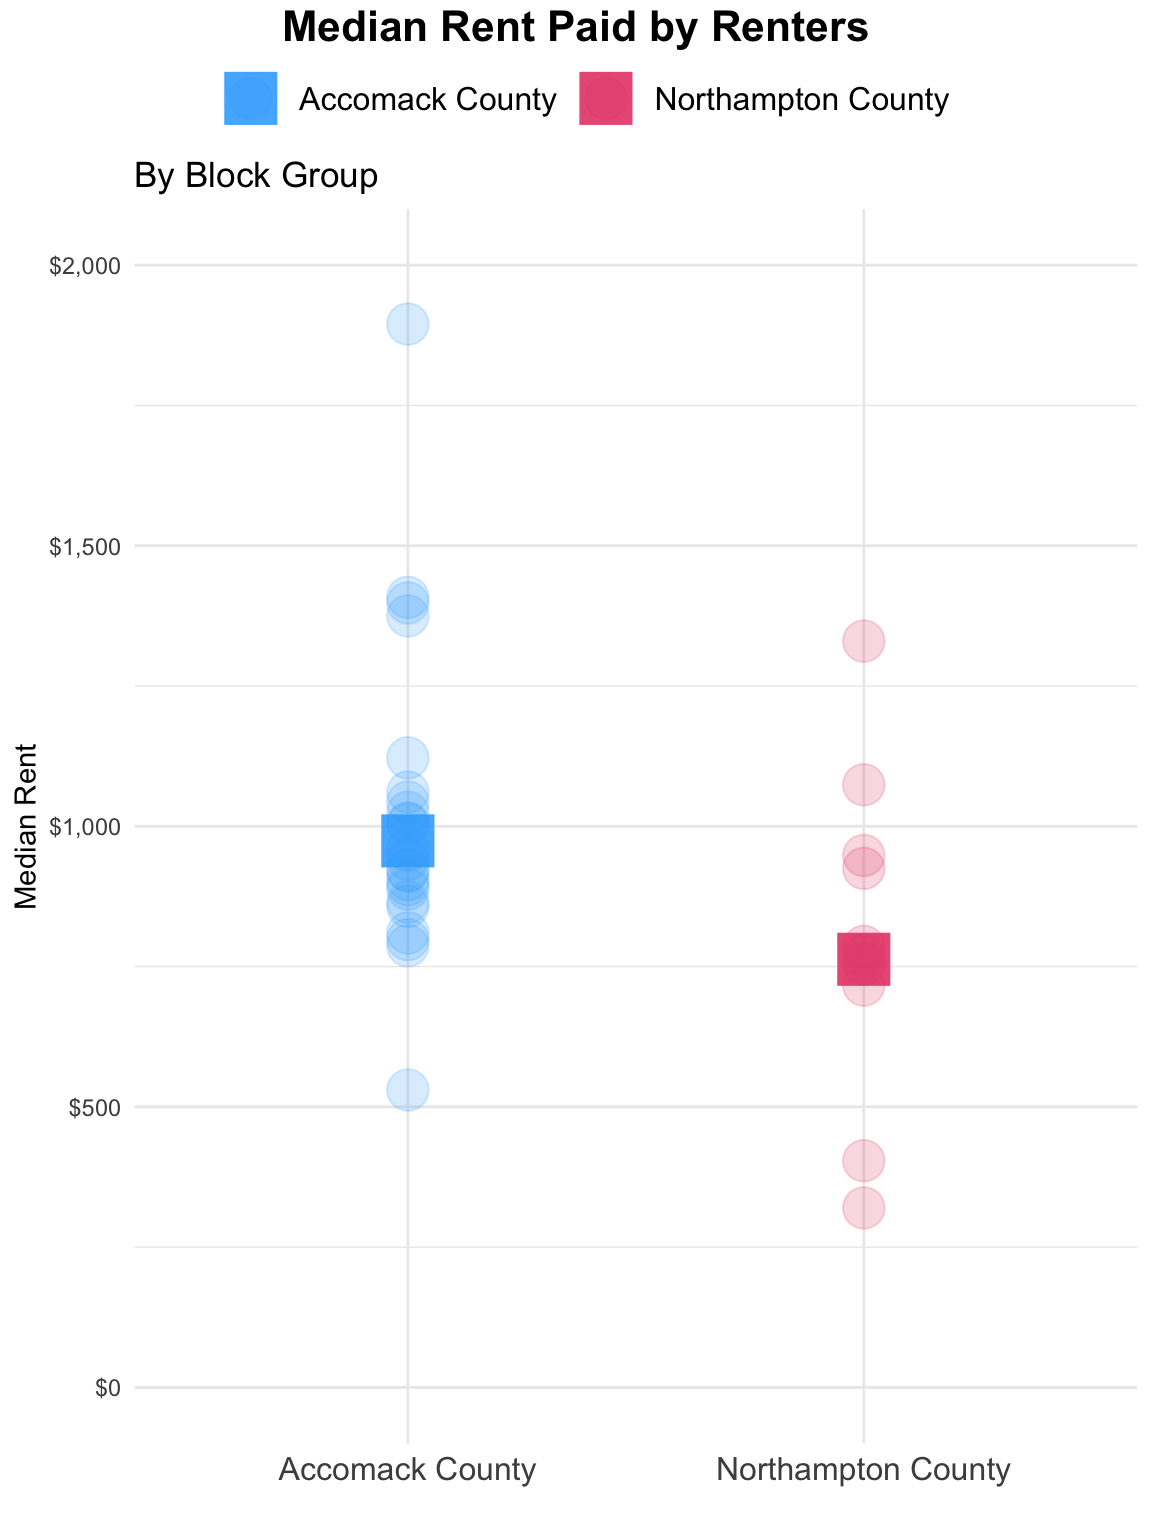 Median Rent Paid by Renters
Accomack County Northampton County
By Block Group
$2,000
$1,500
Median Rent
$1,000
$500
$0
Accomack County Northampton County